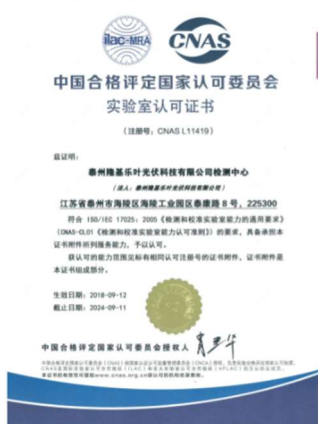 ilac-MRA
CNAS
中国合格评定国家认可委员会
实验室认可证书
(注册号：CNAS L11419)
兹证明：
泰州隆基乐叶光伏科技有限公司检测中心
(法人：泰州隆基乐叶光伏科技有限公司)
江苏省泰州市海陵区海陵工业园区泰康路 8 号，225300
符合 ISO/IEC 17025：2005《检测和校准实验室能力的通用要求》
(CNAS-CL01《检测和校准实验室能力认可准则》)的要求，具备承担本
证书附件所列服务能力，予以认可。
获认可的能力范围见标有相同认可注册号的证书附件，证书附件是
本证书组成部分。
生效日期：2018-09-12
截止日期：2024-09-11
中国合格评定国家认可委员会授权人